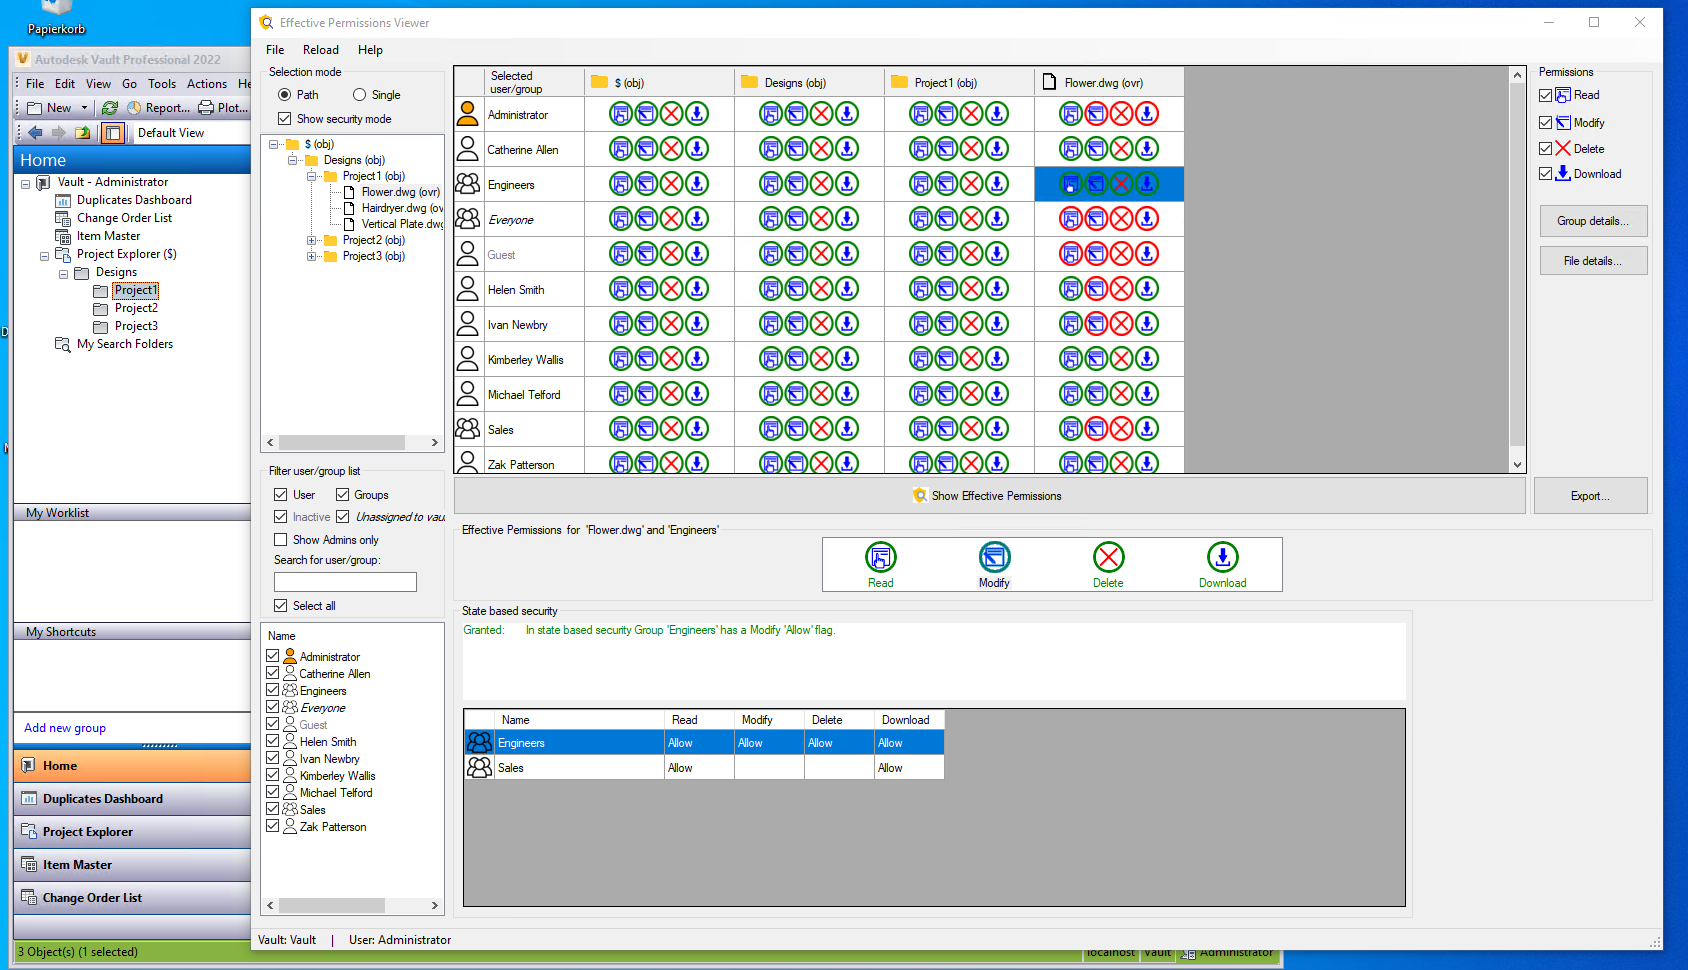 Papierkorb
Autodesk Vault Professional 2022
File Edit View Go Tools Actions He
New Report... Plot...
Default View
Home
Vault - Administrator
Duplicates Dashboard
Change Order List
Item Master
Project Explorer ($)
Designs
Project1
Project2
Project3
My Search Folders
My Worklist
My Shortcuts
Add new group
Home
Duplicates Dashboard
Project Explorer
Item Master
Change Order List
3 Object(s) (1 selected)
localhost Vault Administrator
Effective Permissions Viewer
File Reload Help
Selection mode
Path Single
Show security mode
$ (obj)
Designs (obj)
Project1 (obj)
Flower.dwg (ovr)
Hairdryer.dwg (ov
Vertical Plate.dwg
Project2 (obj)
Project3 (obj)
Filter user/group list
User Groups
Inactive Unassigned to vau
Show Admins only
Search for user/group:
Select all
Name
Administrator
Catherine Allen
Engineers
Everyone
Guest
Helen Smith
Ivan Newbry
Kimberley Wallis
Michael Telford
Sales
Zak Patterson
Selected user/group $ (obj) Designs (obj) Project1 (obj) Flower.dwg (ovr)
Administrator
Catherine Allen
Engineers
Everyone
Guest
Helen Smith
Ivan Newbry
Kimberley Wallis
Michael Telford
Sales
Zak Patterson
Permissions
Read
Modify
Delete
Download
Group details...
File details...
Show Effective Permissions
Export...
Effective Permissions for 'Flower.dwg' and 'Engineers'
Read Modify Delete Download
State based security
Granted: In state based security Group 'Engineers' has a Modify 'Allow' flag.
Name Read Modify Delete Download
Engineers Allow Allow Allow Allow
Sales Allow Allow
Vault: Vault | User: Administrator